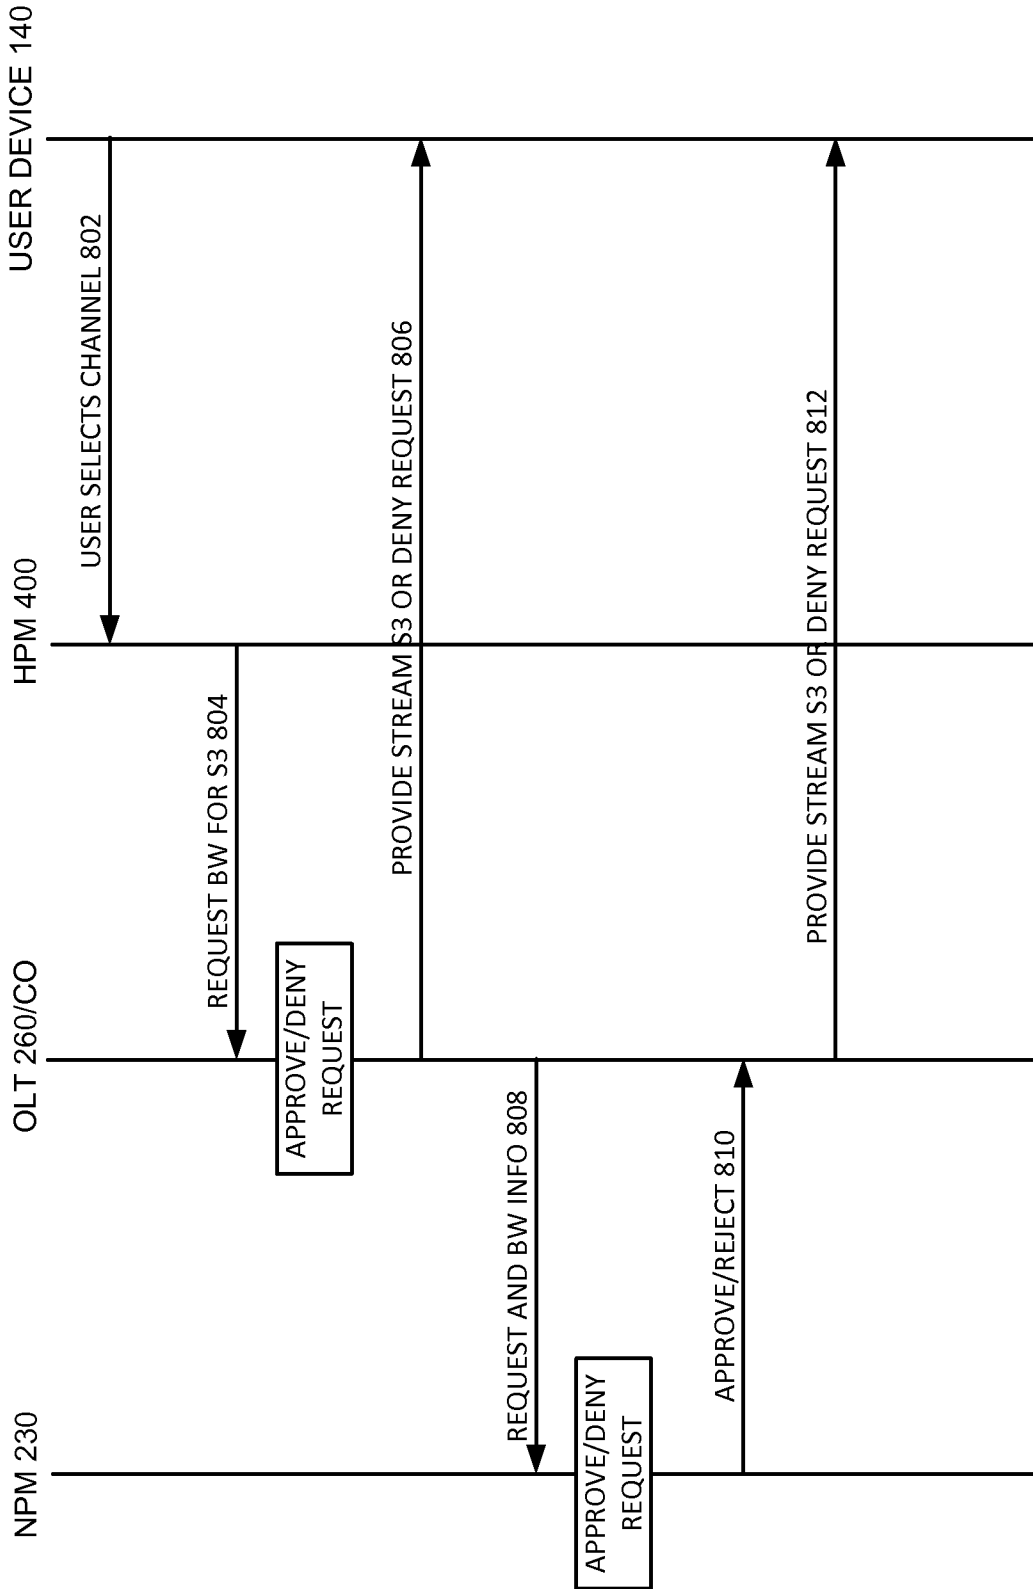 NPM 230
OLT 260/CO
HPM 400
USER DEVICE 140
USER SELECTS CHANNEL 802
REQUEST BW FOR S3 804
APPROVE/DENY
REQUEST
PROVIDE STREAM S3 OR DENY REQUEST 806
REQUEST AND BW INFO 808
APPROVE/DENY
REQUEST
APPROVE/REJECT 810
PROVIDE STREAM S3 OR DENY REQUEST 812